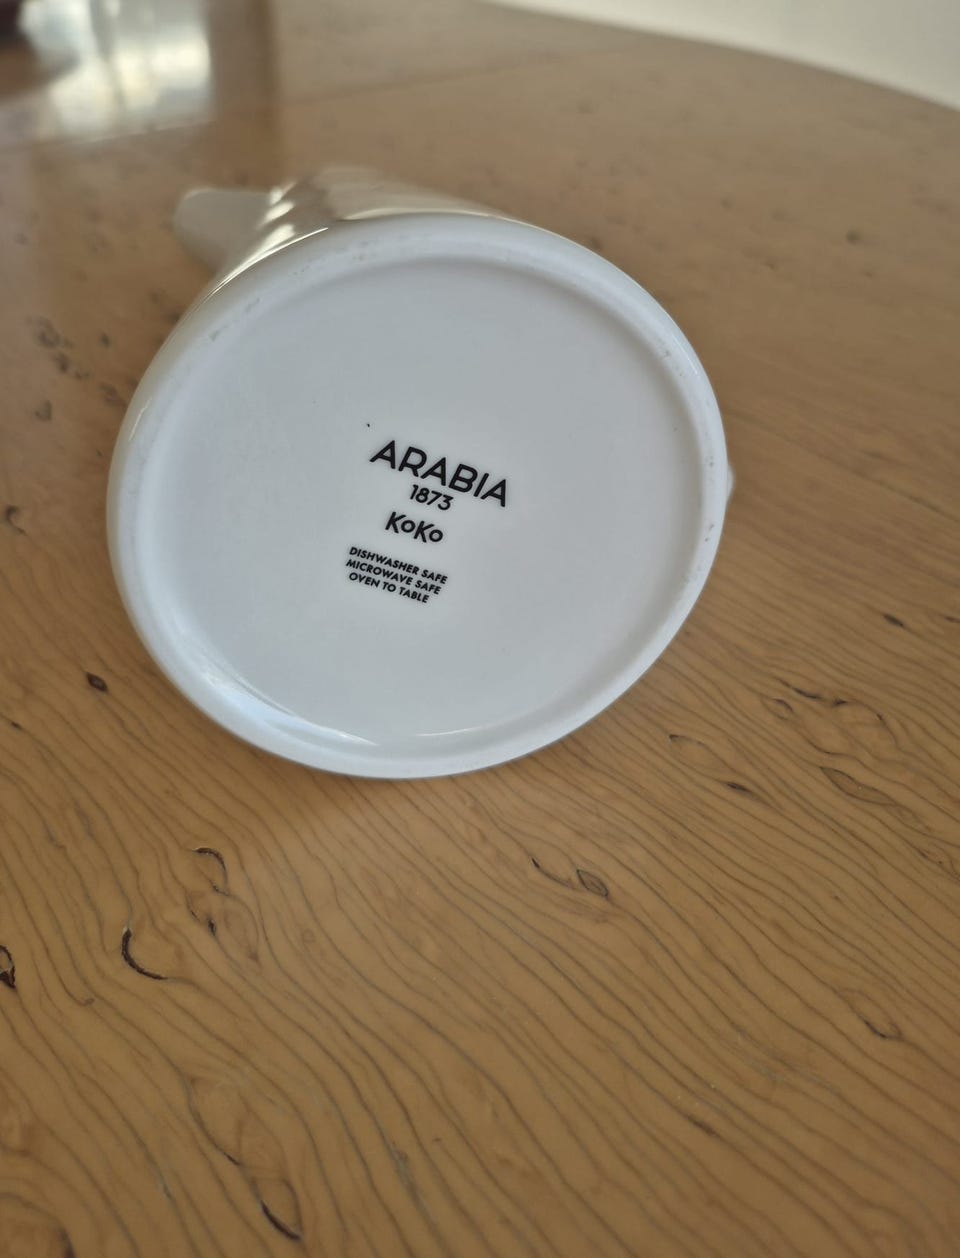 ARABIA
1873
KoKo
DISHWASHER SAFE
MICROWAVE SAFE
OVEN TO TABLE